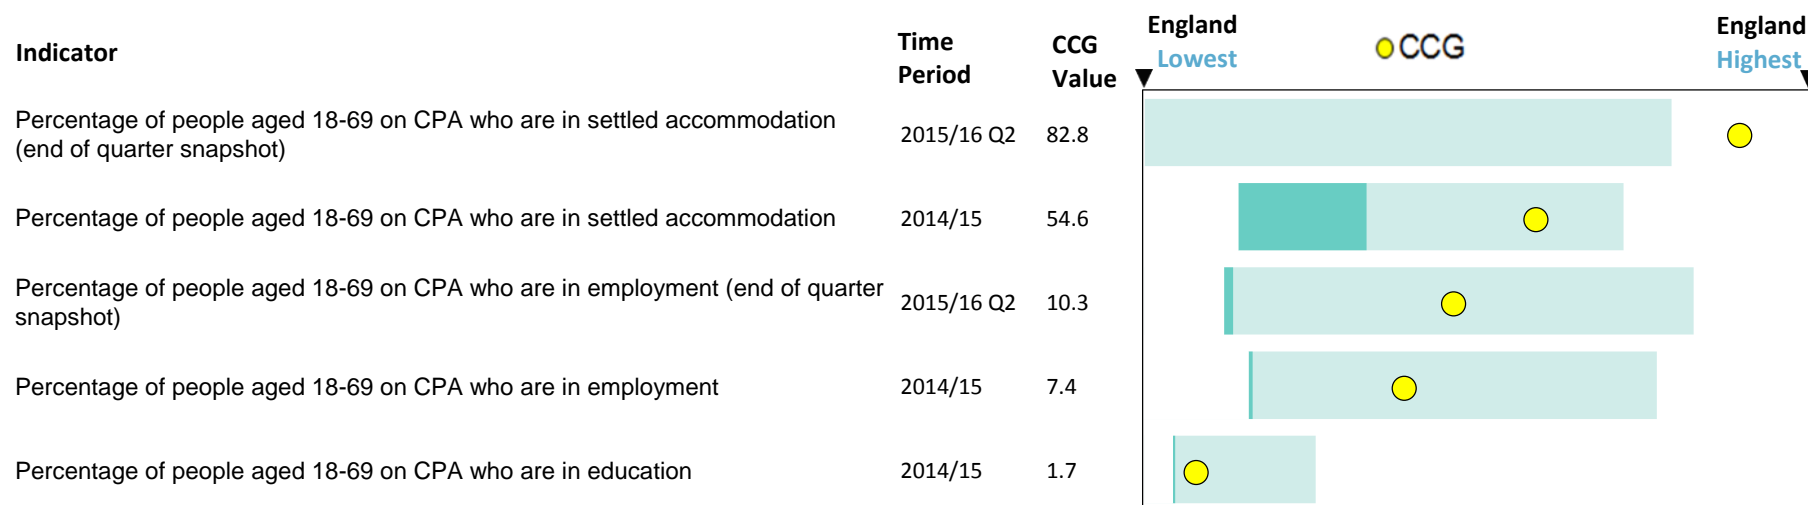 Indicator
Time
Period
CCG
Value
England
Lowest
CCG
England
Highest
Percentage of people aged 18-69 on CPA who are in settled accommodation
(end of quarter snapshot)
2015/16 Q2
82.8
Percentage of people aged 18-69 on CPA who are in settled accommodation
2014/15
54.6
Percentage of people aged 18-69 on CPA who are in employment (end of quarter
snapshot)
2015/16 Q2
10.3
Percentage of people aged 18-69 on CPA who are in employment
2014/15
7.4
Percentage of people aged 18-69 on CPA who are in education
2014/15
1.7